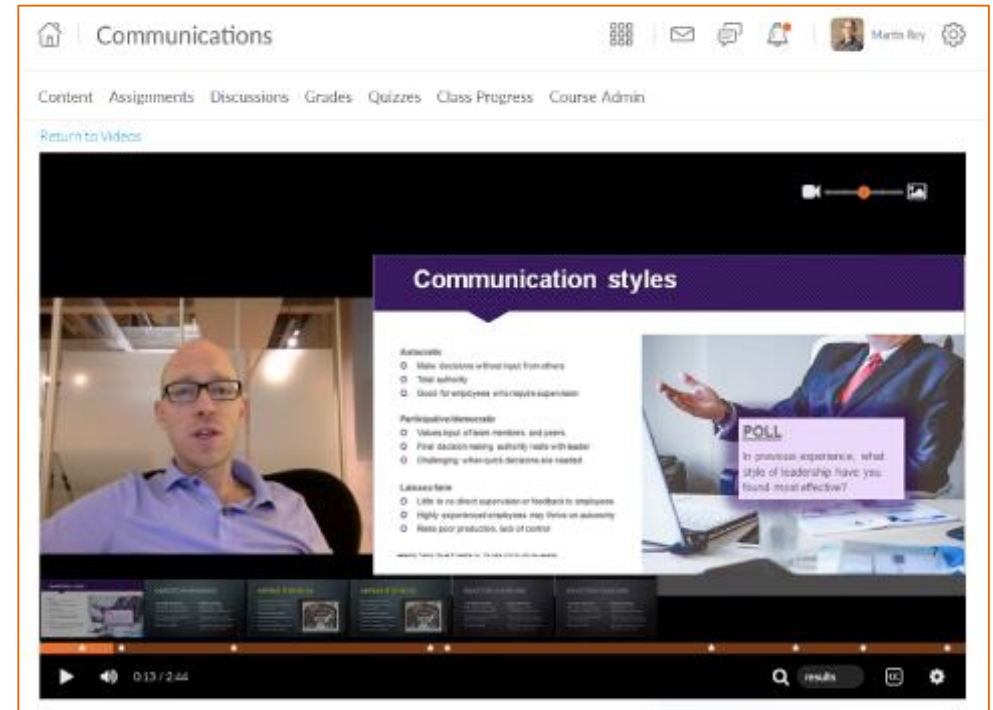 Communications
Martin Rey
Content Assignments Discussions Grades Quizzes Class Progress Course Admin
Return to Videos
Communication styles
Autocratic
Make decisions without input from others
Total authority
Good for employees who require supervision
Participative/democratic
Values input of team members, and peers
Final decision making authority rests with leader
Challenging when quick decisions are needed
Laissez-faire
Little to no direct supervision or feedback to employees
Highly experienced employees may thrive on autonomy
Risks poor production, lack of control
POLL
In previous experience, what
style of leadership have you
found most effective?
0:13 / 2:44
results
CC